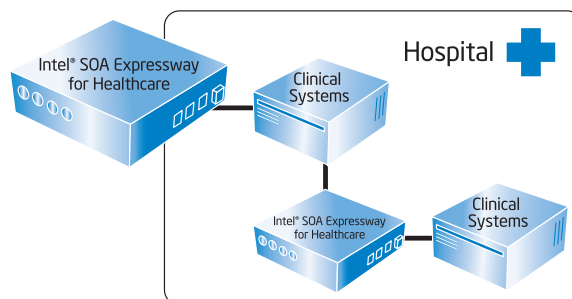 Intel® SOA Expressway
for Healthcare
Clinical
Systems
Hospital
Intel® SOA Expressway
for Healthcare
Clinical
Systems